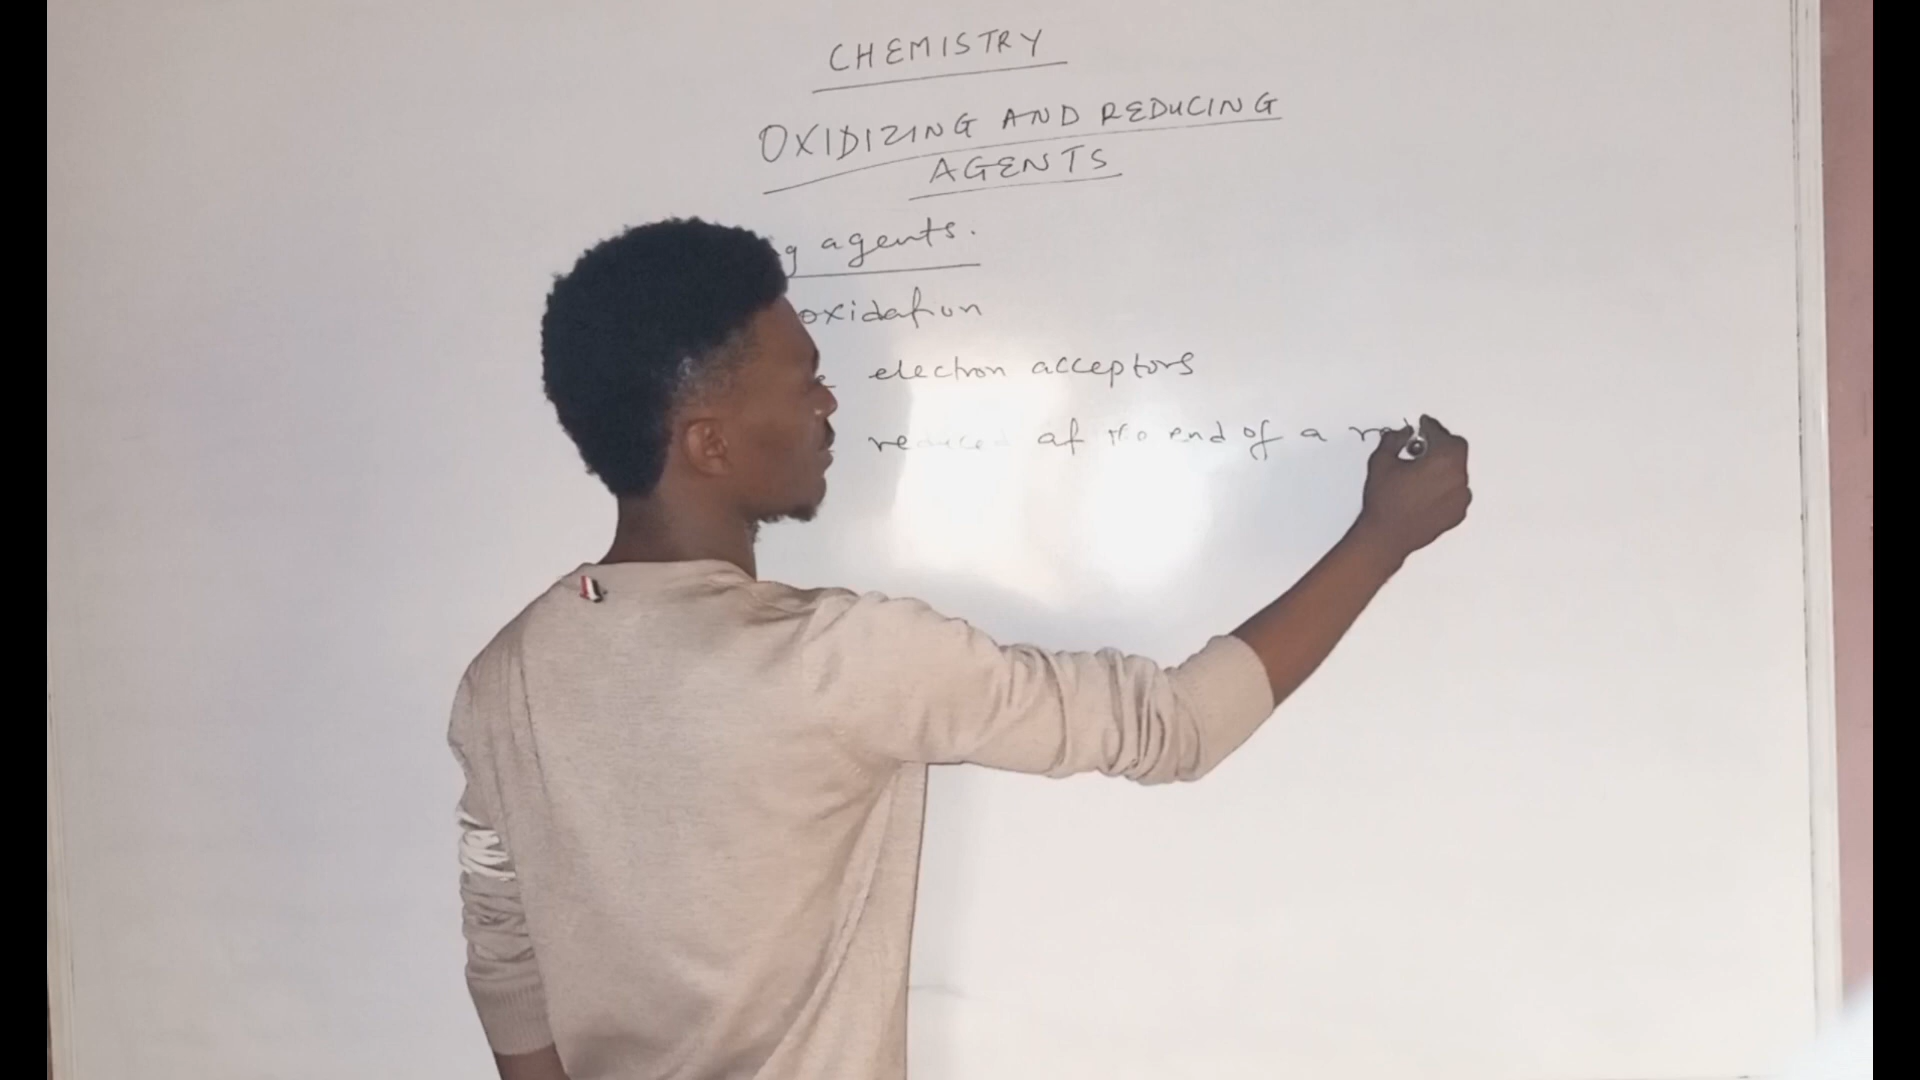 CHEMISTRY
OXIDIZING AND REDUCING
AGENTS
g agents.
oxidation
electron acceptors
reduced at the end of a